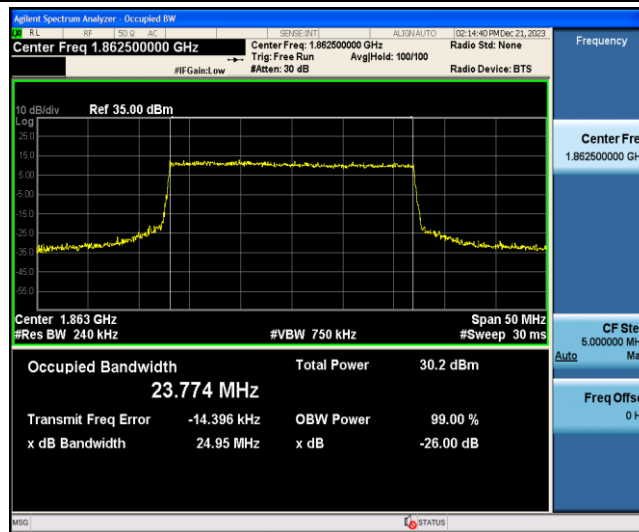 Agilent Spectrum Analyzer - Occupied BW
RL RF 50 Ω AC SENSE:INT ALIGNAUTO 02:14:40 PM Dec 21, 2023
Center Freq 1.862500000 GHz Center Freq: 1.862500000 GHz Radio Std: None Frequency
Trig: Free Run Avg|Hold: 100/100
#IFGain:Low #Atten: 30 dB Radio Device: BTS
10 dB/div Ref 35.00 dBm
Log
25.0
15.0
5.00
-5.00
-15.0
-25.0
-35.0
-45.0
-55.0
Center Fre
1.862500000 GH
Center 1.863 GHz Span 50 MHz
#Res BW 240 kHz #VBW 750 kHz #Sweep 30 ms
CF Ste
5.000000 MH
Auto Ma
Occupied Bandwidth Total Power 30.2 dBm
23.774 MHz
Transmit Freq Error -14.396 kHz OBW Power 99.00 %
x dB Bandwidth 24.95 MHz x dB -26.00 dB
Freq Offse
0 H
MSG STATUS